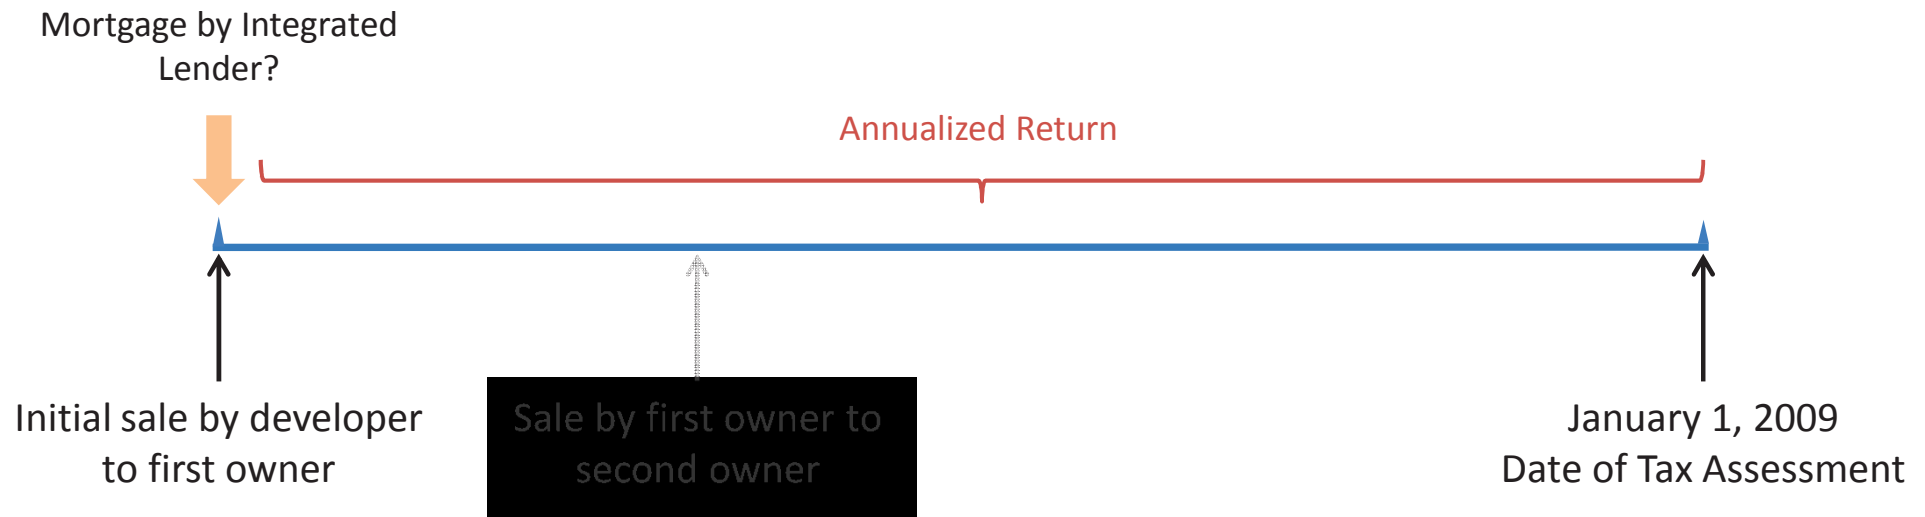 Mortgage by Integrated
Lender?
Annualized Return
Initial sale by developer
to first owner
Sale by first owner to
second owner
January 1, 2009
Date of Tax Assessment